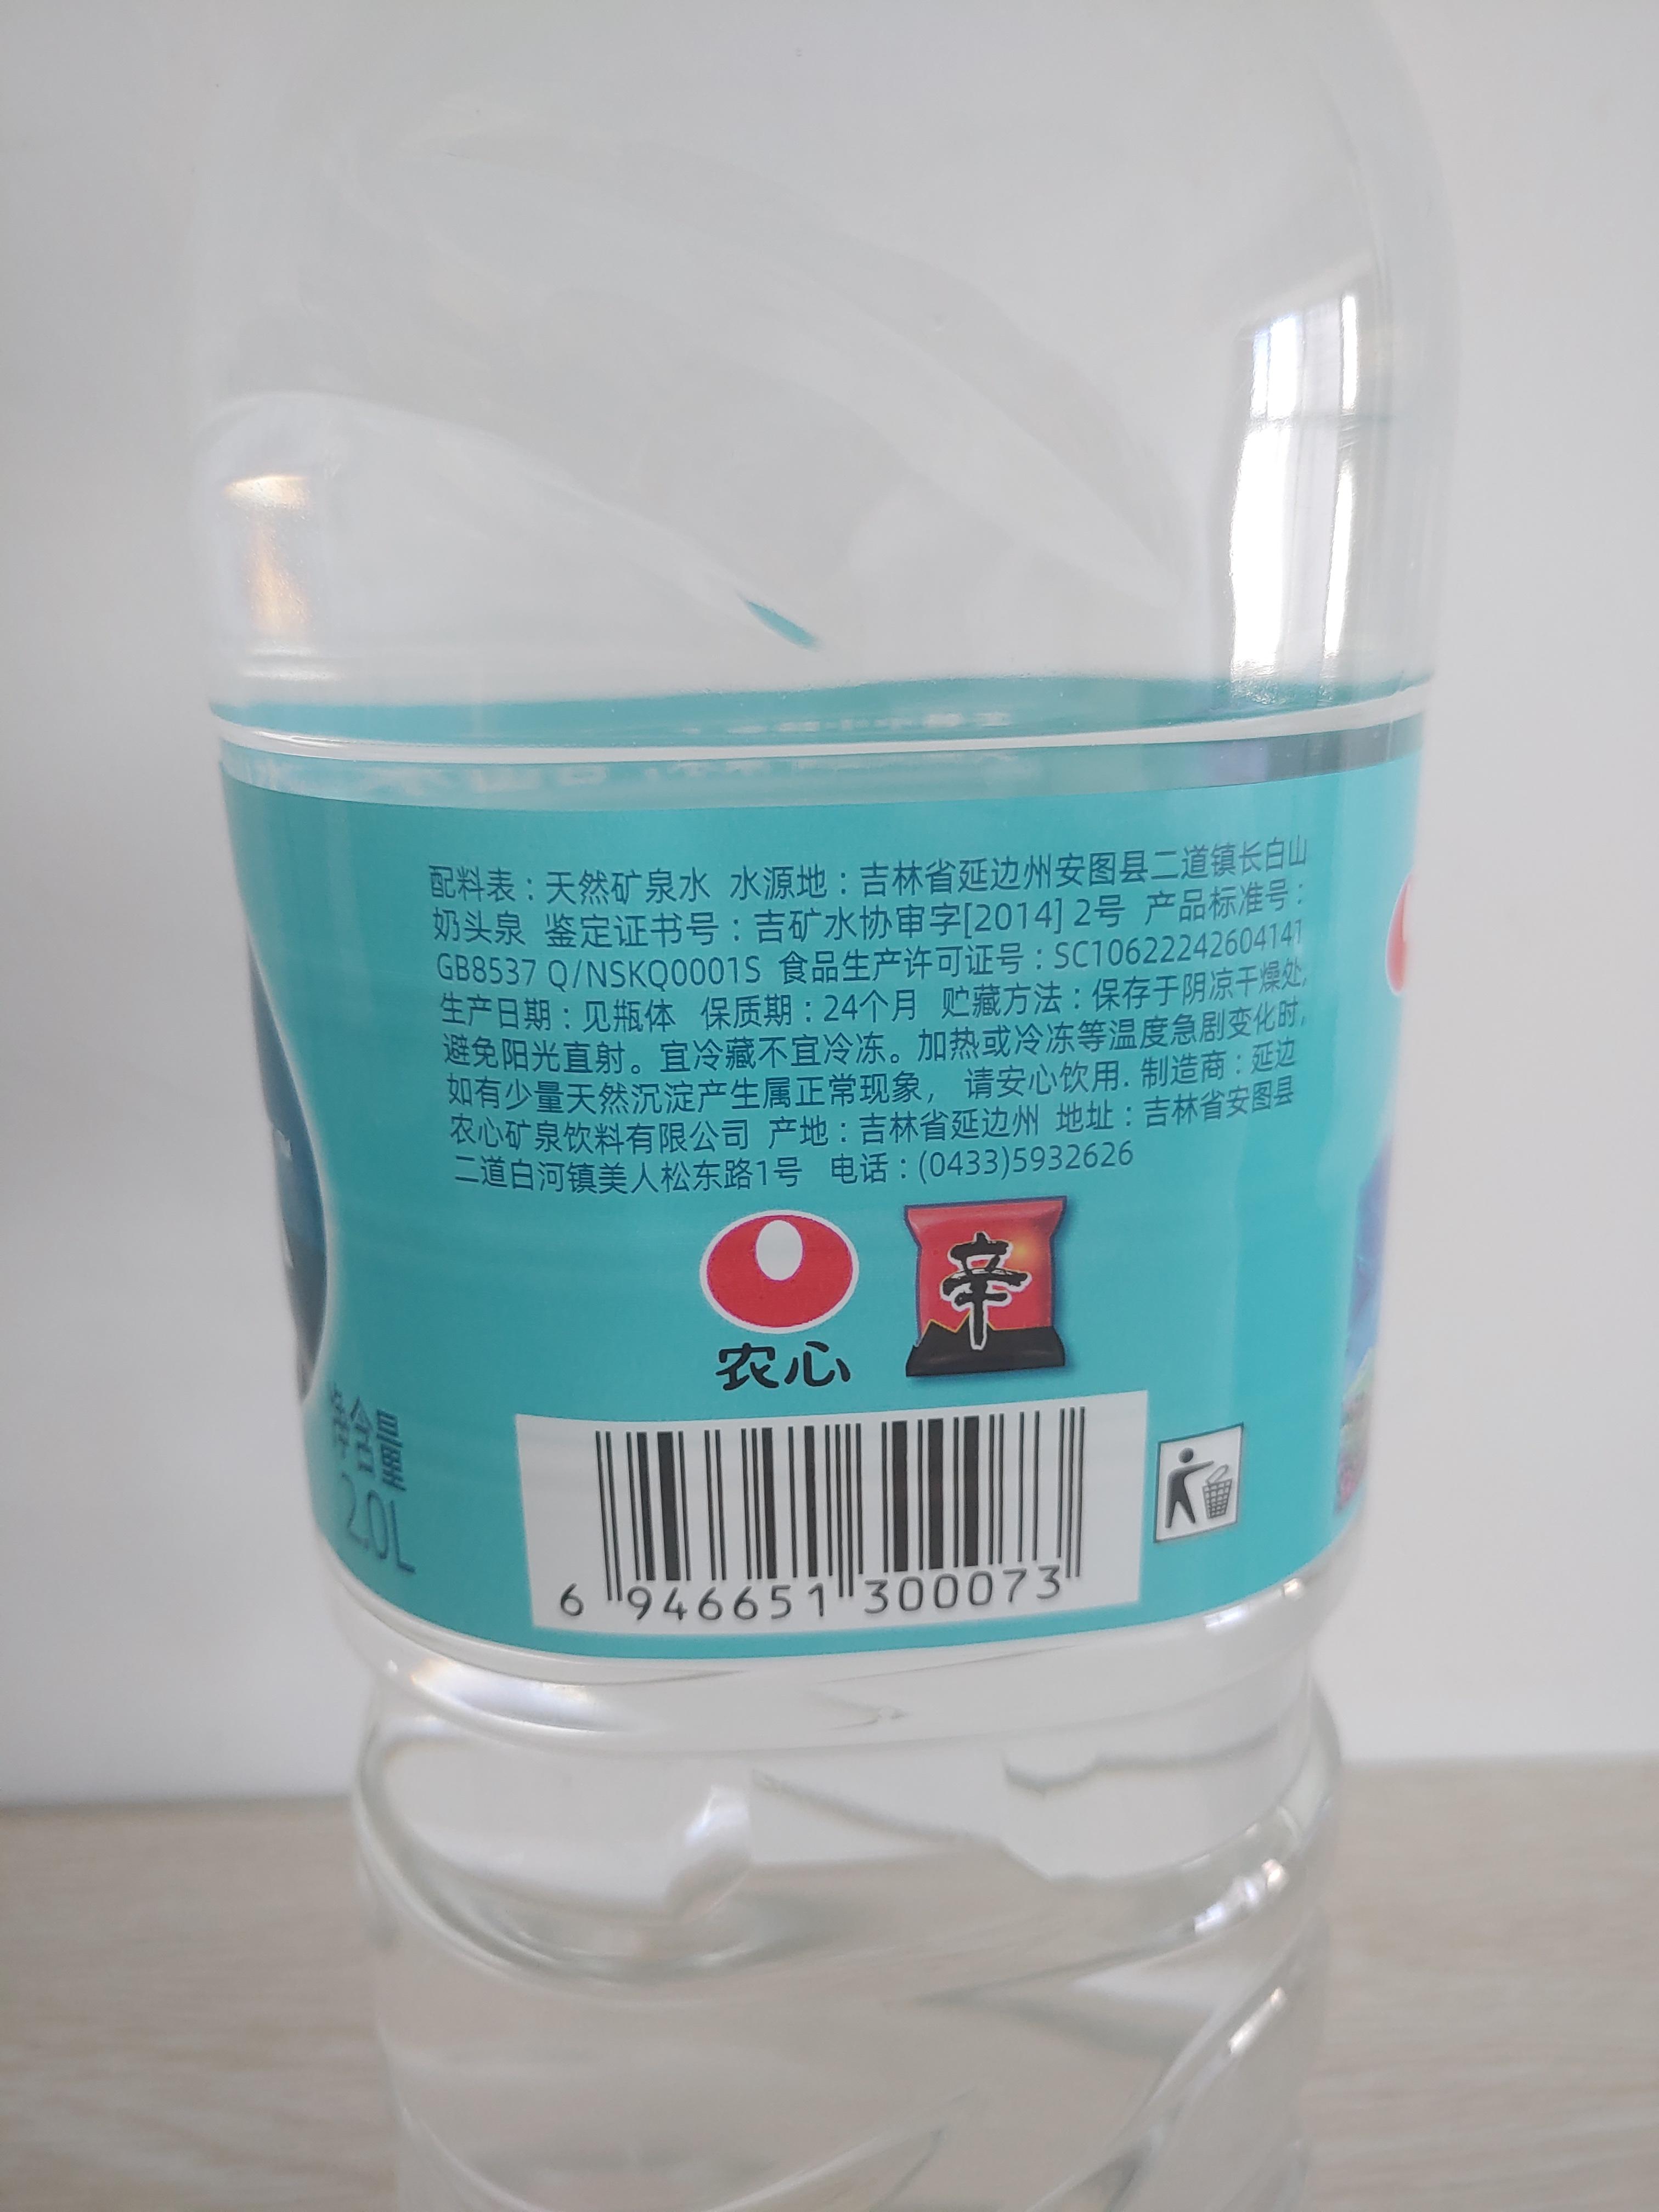 配料表：天然矿泉水 水源地：吉林省延边州安图县二道镇长白山
奶头泉 鉴定证书号：吉矿水协审字[2014] 2号 产品标准号：
GB8537 Q/NSKQ0001S 食品生产许可证号：SC10622242604141
生产日期：见瓶体 保质期：24个月 贮藏方法：保存于阴凉干燥处,
避免阳光直射。宜冷藏不宜冷冻。加热或冷冻等温度急剧变化时,
如有少量天然沉淀产生属正常现象， 请安心饮用. 制造商：延边
农心矿泉饮料有限公司 产地：吉林省延边州 地址：吉林省安图县
二道白河镇美人松东路1号 电话：(0433)5932626
农心
辛
净含量
2.0L
6 946651 300073